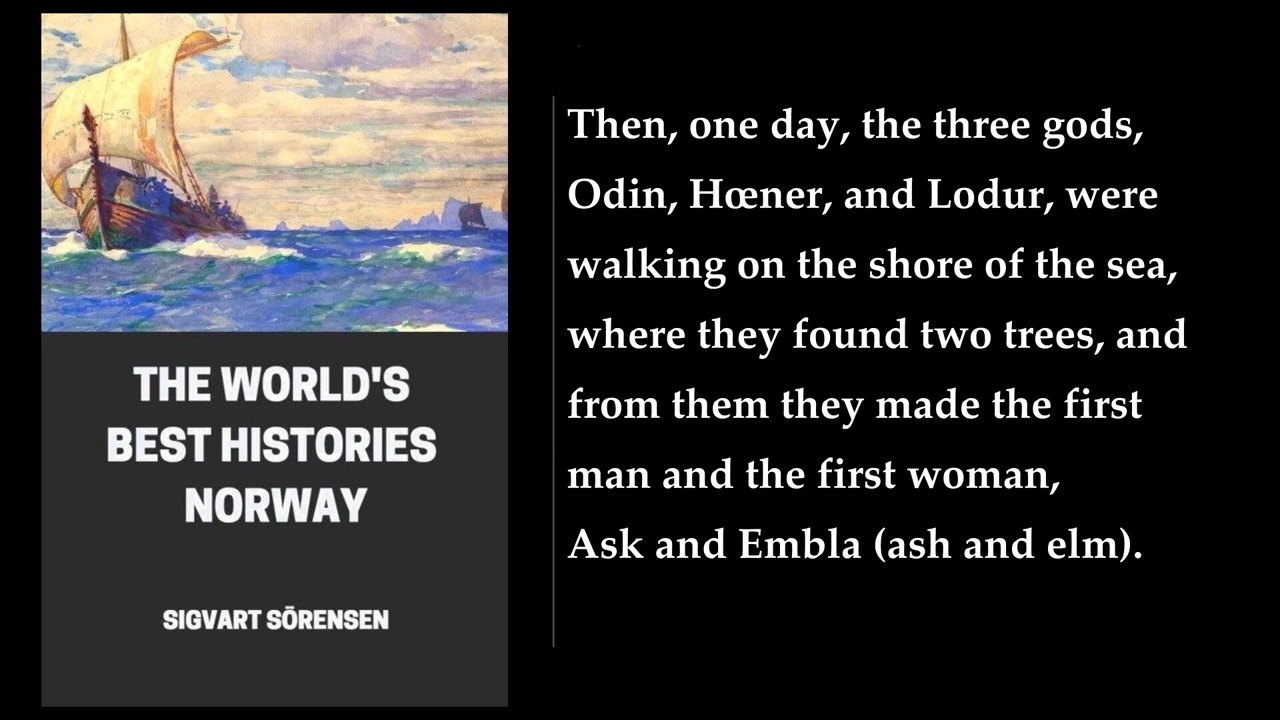 THE WORLD'S
BEST HISTORIES
NORWAY
SIGVART SÖRENSEN
Then, one day, the three gods,
Odin, Hœner, and Lodur, were
walking on the shore of the sea,
where they found two trees, and
from them they made the first
man and the first woman,
Ask and Embla (ash and elm).